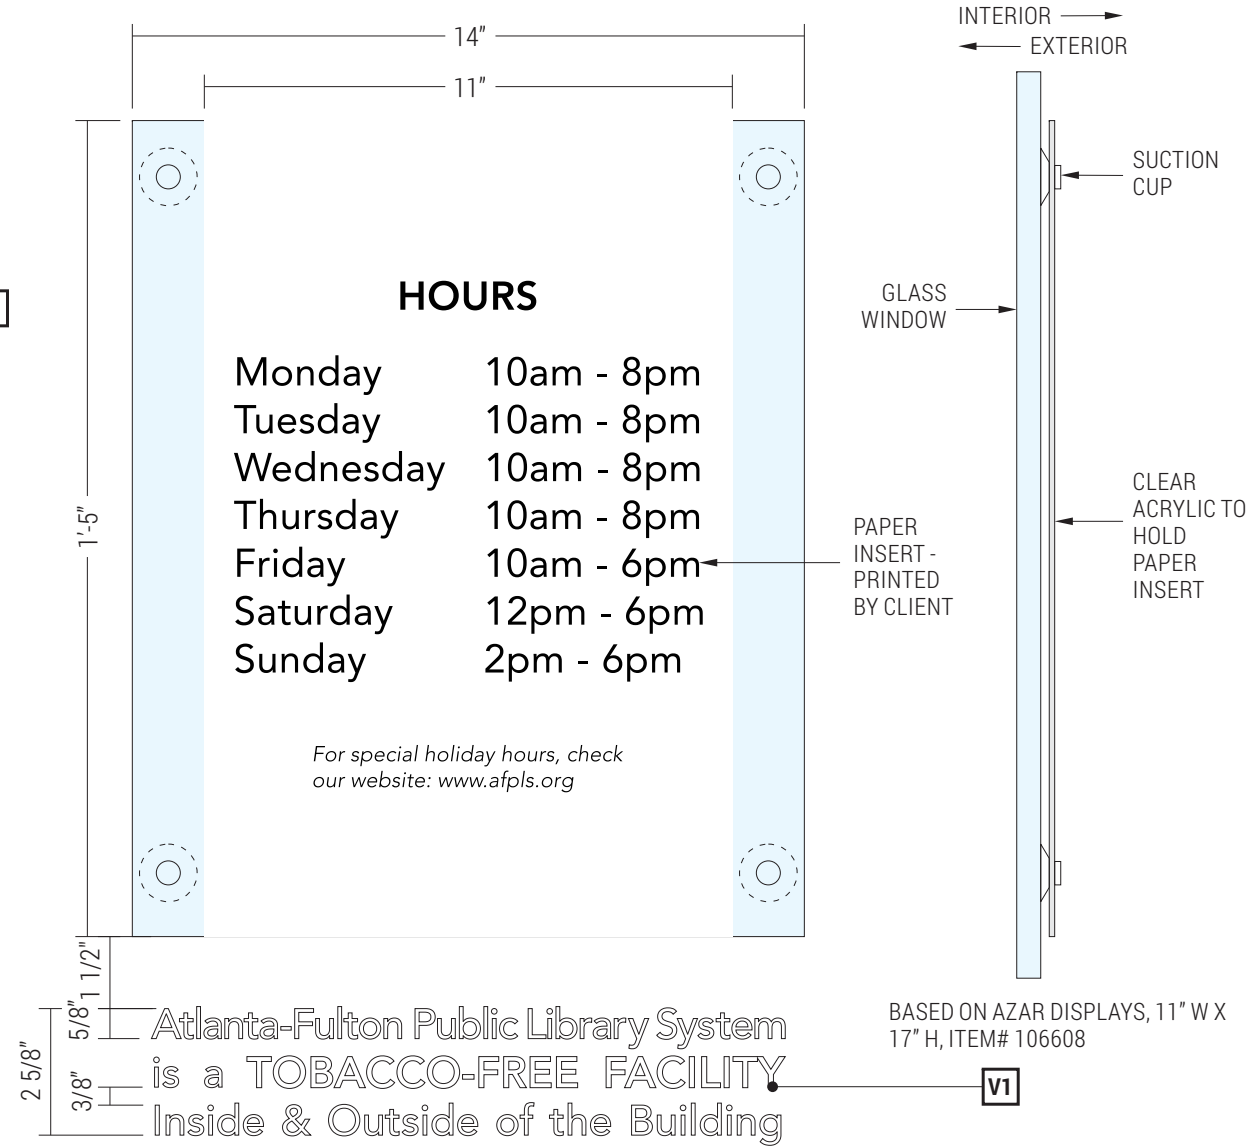 INTERIOR
EXTERIOR
14"
11"
SUCTION
CUP
GLASS
WINDOW
HOURS
Monday 10am - 8pm
Tuesday 10am - 8pm
Wednesday 10am - 8pm
Thursday 10am - 8pm
Friday 10am - 6pm
Saturday 12pm - 6pm
Sunday 2pm - 6pm
1'-5"
PAPER
INSERT -
PRINTED
BY CLIENT
CLEAR
ACRYLIC TO
HOLD
PAPER
INSERT
For special holiday hours, check
our website: www.afpls.org
1 1/2"
5/8"
2 5/8"
3/8"
Atlanta-Fulton Public Library System
is a TOBACCO-FREE FACILITY
Inside & Outside of the Building
BASED ON AZAR DISPLAYS, 11" W X
17" H, ITEM# 106608
V1